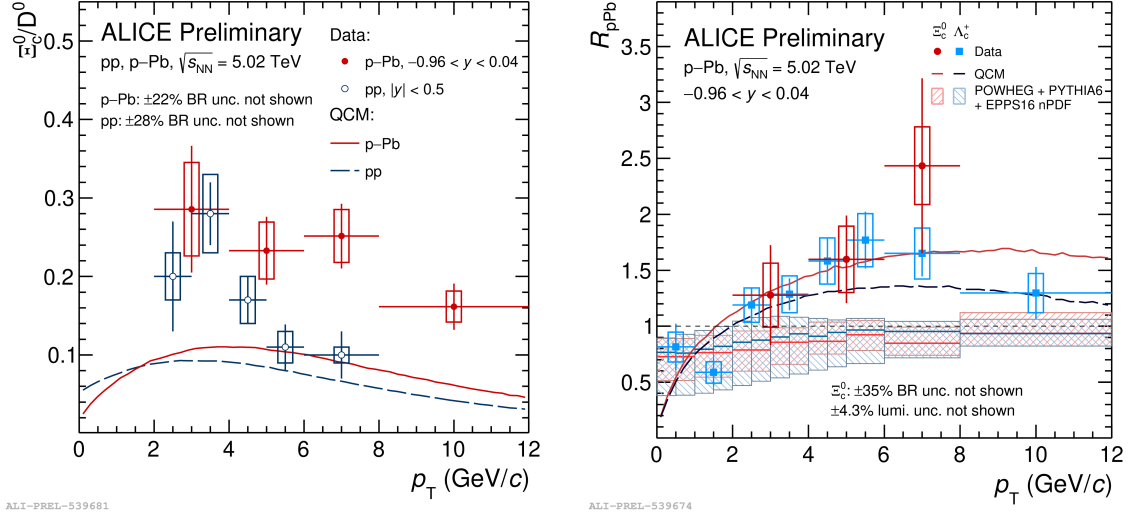 Ξc⁰/D⁰
0.5
0.4
0.3
0.2
0.1
ALICE Preliminary
pp, p−Pb, √sNN = 5.02 TeV
p−Pb: ±22% BR unc. not shown
pp: ±28% BR unc. not shown
Data:
p−Pb, −0.96 < y < 0.04
pp, |y| < 0.5
QCM:
p−Pb
pp
0 2 4 6 8 10 12
pT (GeV/c)
ALI-PREL-539681
RpPb
3.5
3
2.5
2
1.5
1
0.5
ALICE Preliminary
p−Pb, √sNN = 5.02 TeV
−0.96 < y < 0.04
Ξc⁰ Λc⁺
Data
QCM
POWHEG + PYTHIA6
+ EPPS16 nPDF
Ξc⁰: ±35% BR unc. not shown
±4.3% lumi. unc. not shown
0 2 4 6 8 10 12
pT (GeV/c)
ALI-PREL-539674